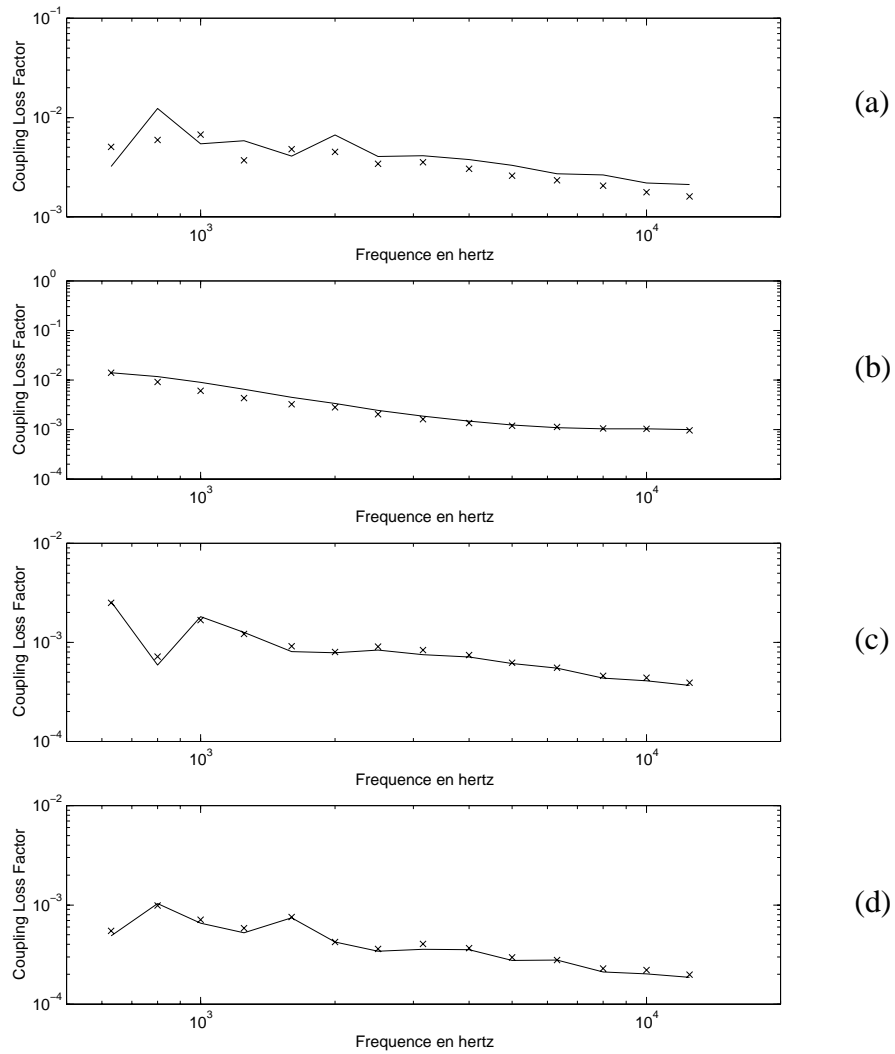 10^-1
10^-2
10^-3
Coupling Loss Factor
10^3
10^4
Frequence en hertz
(a)
10^0
10^-1
10^-2
10^-3
10^-4
Coupling Loss Factor
10^3
10^4
Frequence en hertz
(b)
10^-2
10^-3
10^-4
Coupling Loss Factor
10^3
10^4
Frequence en hertz
(c)
10^-2
10^-3
10^-4
Coupling Loss Factor
10^3
10^4
Frequence en hertz
(d)